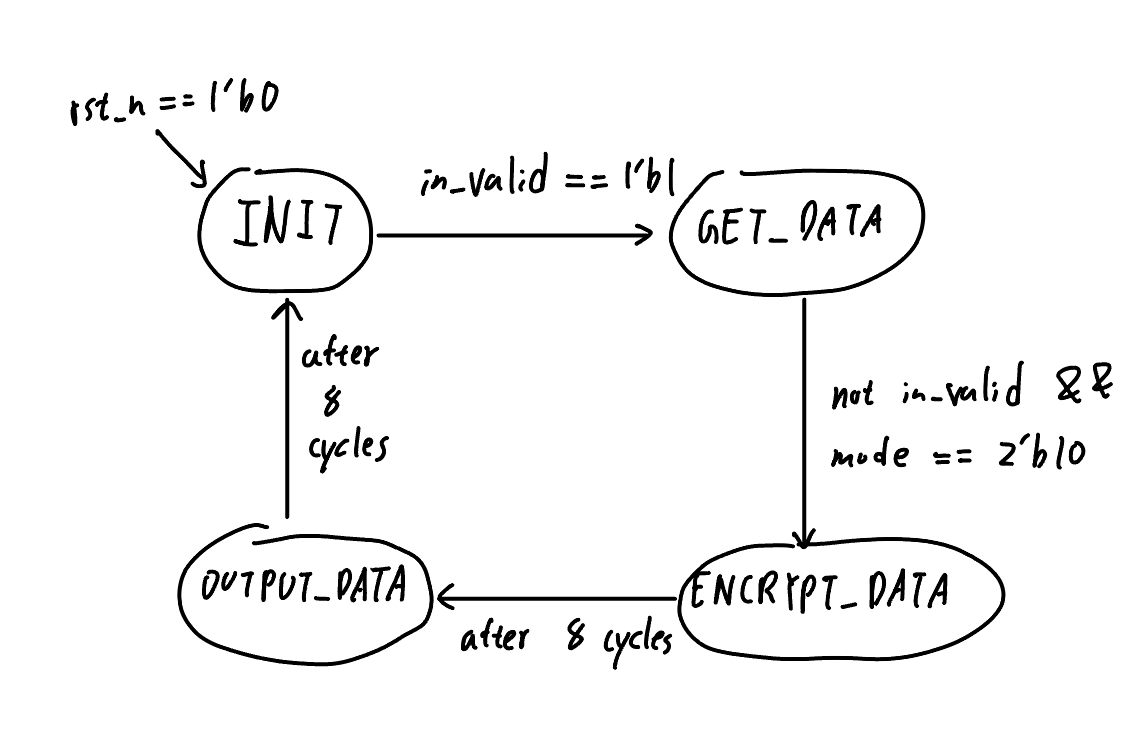 rst_n == 1'b0
in_valid == 1'b1
INIT
GET_DATA
after
8
cycles
not in_valid &&
mode == 2'b10
OUTPUT_DATA
ENCRYPT_DATA
after 8 cycles